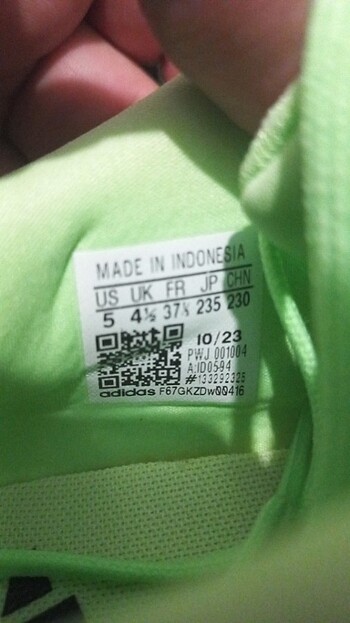 MADE IN INDONESIA
US UK FR JP CHN
5 4½ 37⅓ 235 230
10/23
PWJ 001004
A:ID0594
#133292325
adidas F67GKZDw00416